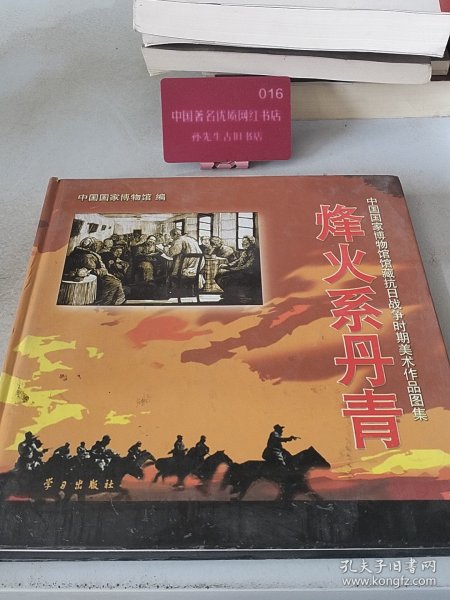 016
中国著名优质网红书店
孙先生古旧书店
中国国家博物馆 编
烽火系丹青
中国国家博物馆馆藏抗日战争时期美术作品图集
学习出版社
孔夫子旧书网
www.kongfz.com